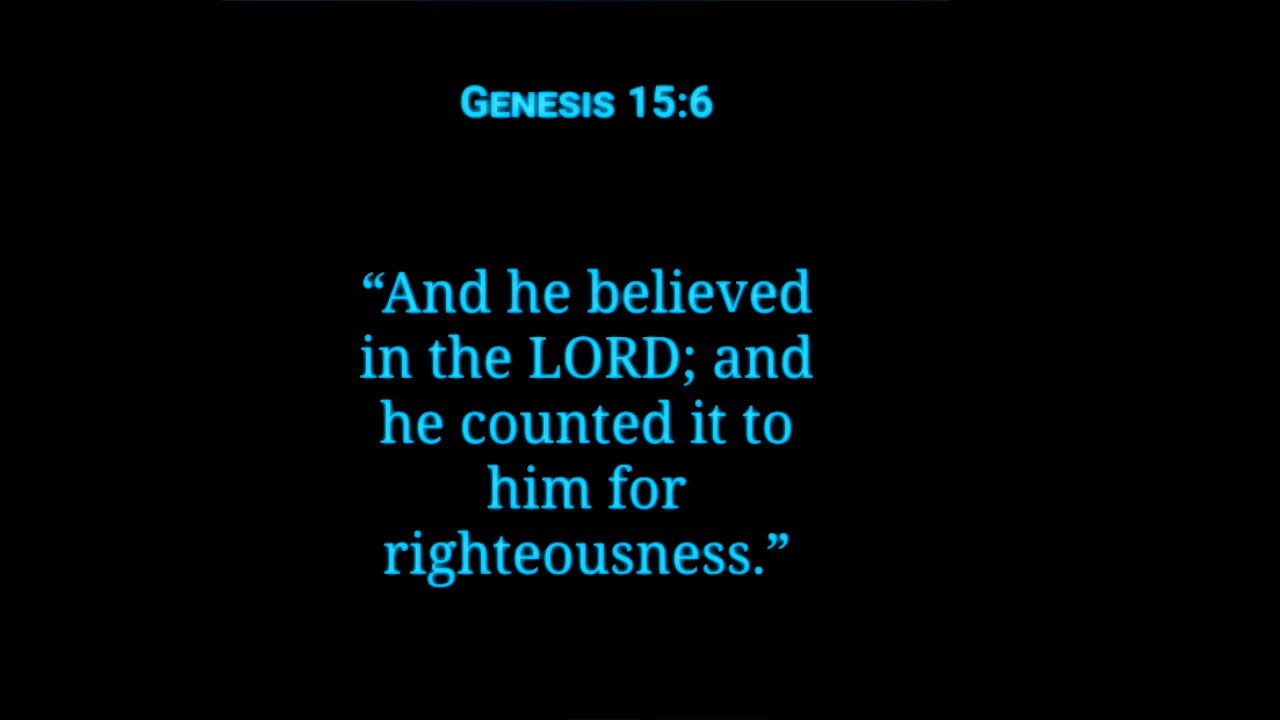 Genesis 15:6
“And he believed
in the LORD; and
he counted it to
him for
righteousness.”